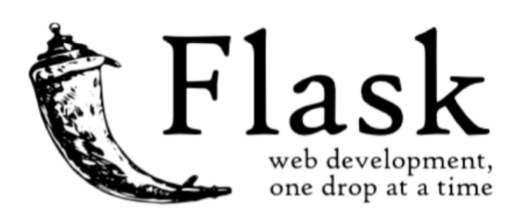 Flask
web development,
one drop at a time